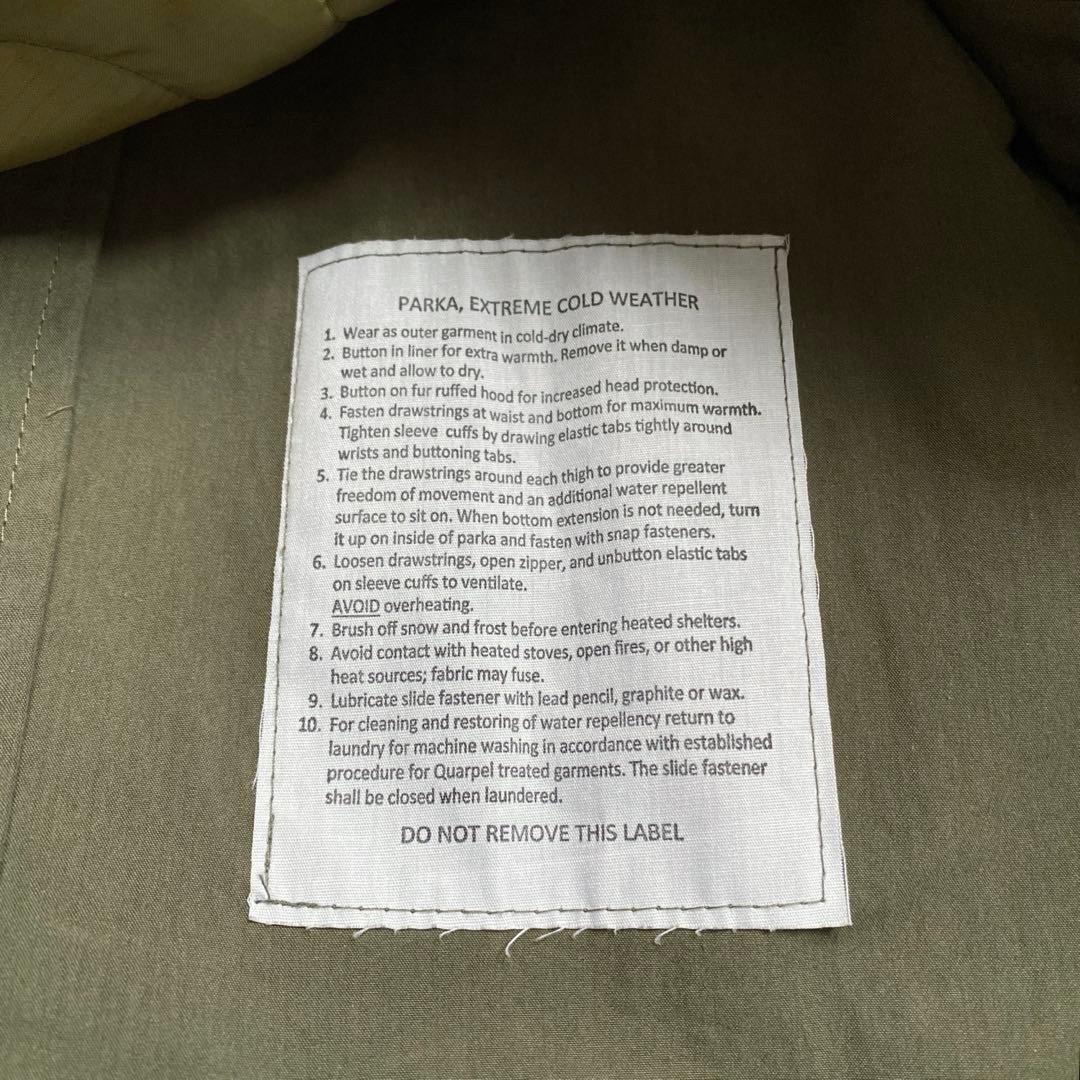 PARKA, EXTREME COLD WEATHER
1. Wear as outer garment in cold-dry climate.
2. Button in liner for extra warmth. Remove it when damp or
wet and allow to dry.
3. Button on fur ruffed hood for increased head protection.
4. Fasten drawstrings at waist and bottom for maximum warmth.
Tighten sleeve cuffs by drawing elastic tabs tightly around
wrists and buttoning tabs.
5. Tie the drawstrings around each thigh to provide greater
freedom of movement and an additional water repellent
surface to sit on. When bottom extension is not needed, turn
it up on inside of parka and fasten with snap fasteners.
6. Loosen drawstrings, open zipper, and unbutton elastic tabs
on sleeve cuffs to ventilate.
AVOID overheating.
7. Brush off snow and frost before entering heated shelters.
8. Avoid contact with heated stoves, open fires, or other high
heat sources; fabric may fuse.
9. Lubricate slide fastener with lead pencil, graphite or wax.
10. For cleaning and restoring of water repellency return to
laundry for machine washing in accordance with established
procedure for Quarpel treated garments. The slide fastener
shall be closed when laundered.
DO NOT REMOVE THIS LABEL